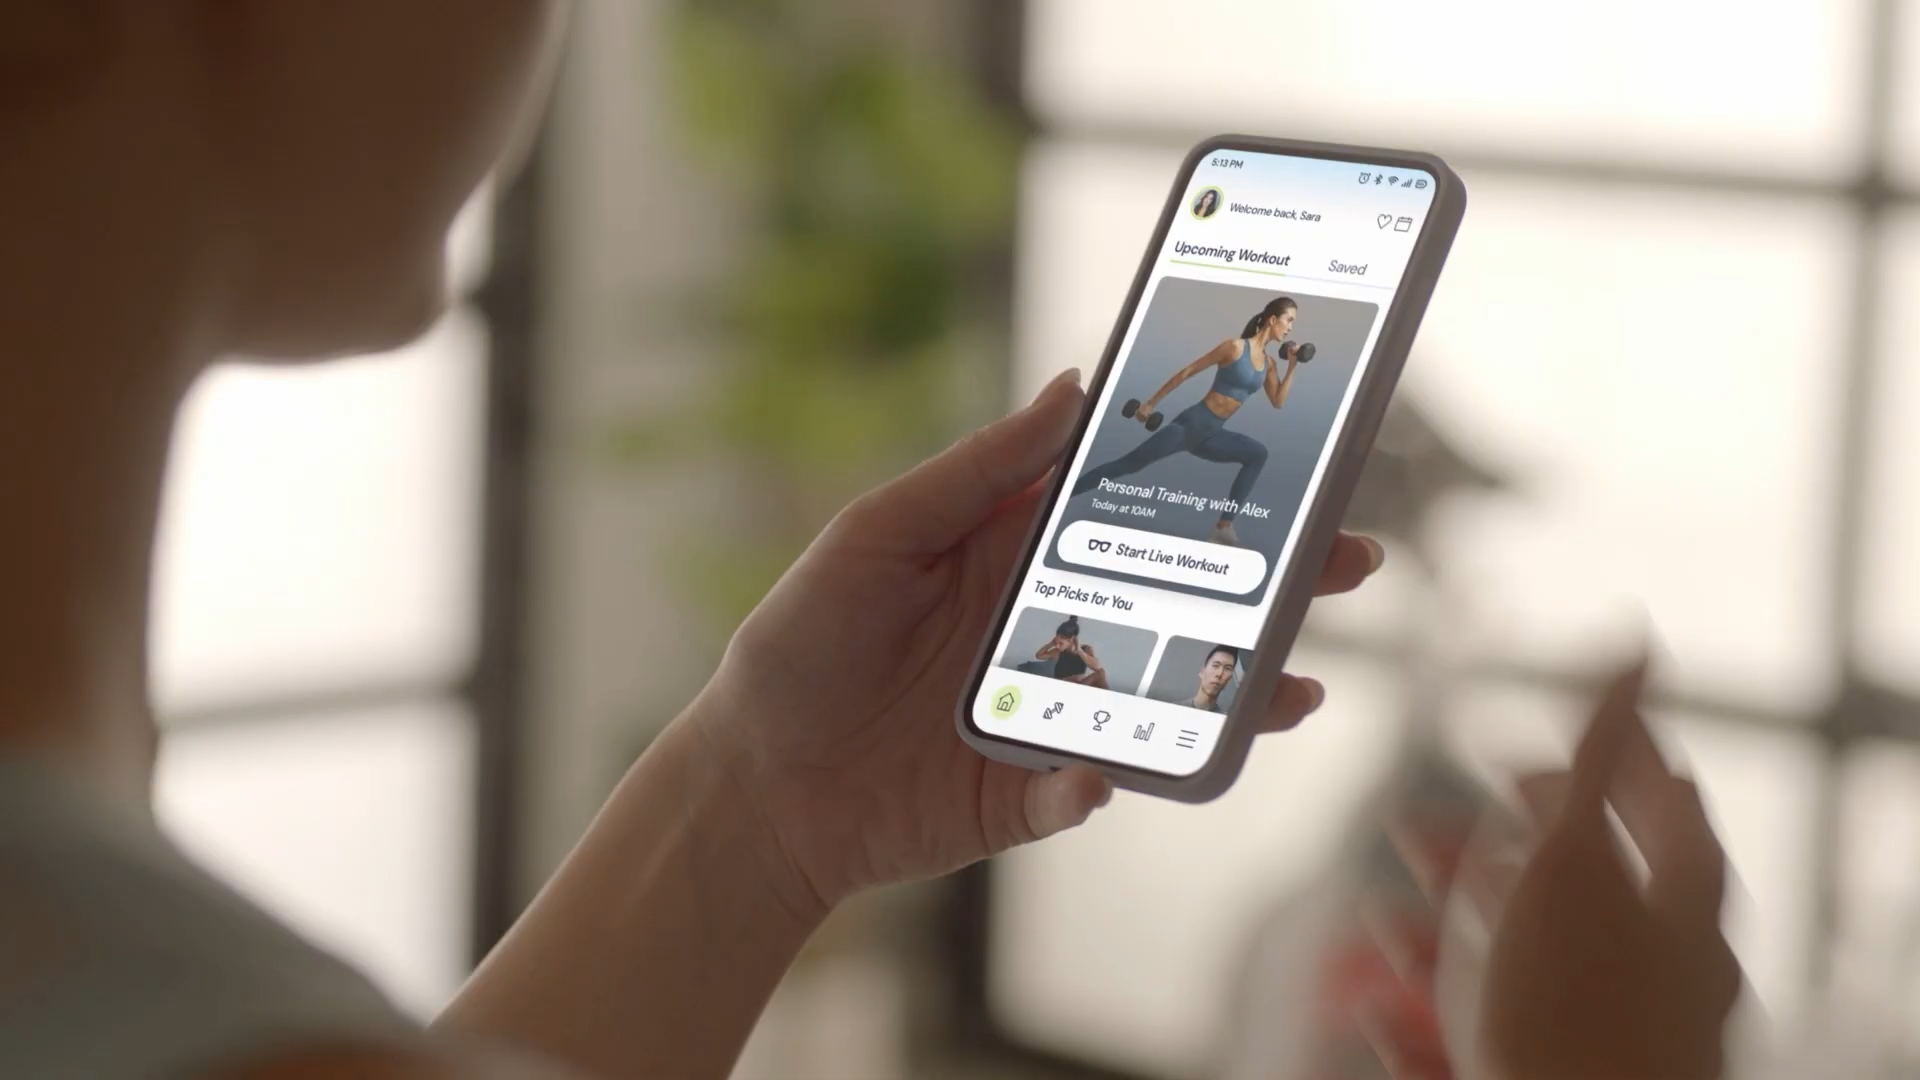 5:13 PM
Welcome back, Sara
Upcoming Workout
Saved
Personal Training with Alex
Today at 10AM
Start Live Workout
Top Picks for You